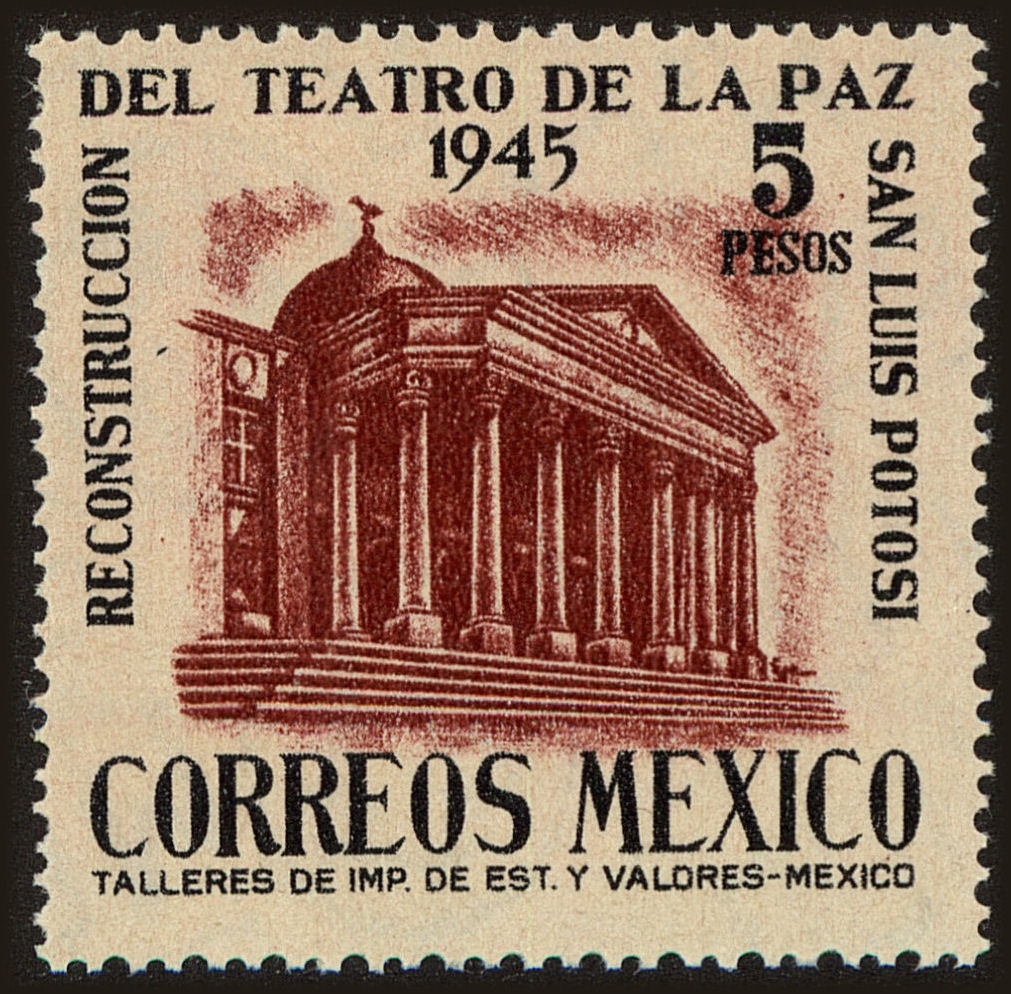 RECONSTRUCCION
DEL TEATRO DE LA PAZ
1945
5
PESOS
SAN LUIS POTOSI
CORREOS MEXICO
TALLERES DE IMP. DE EST. Y VALORES-MEXICO